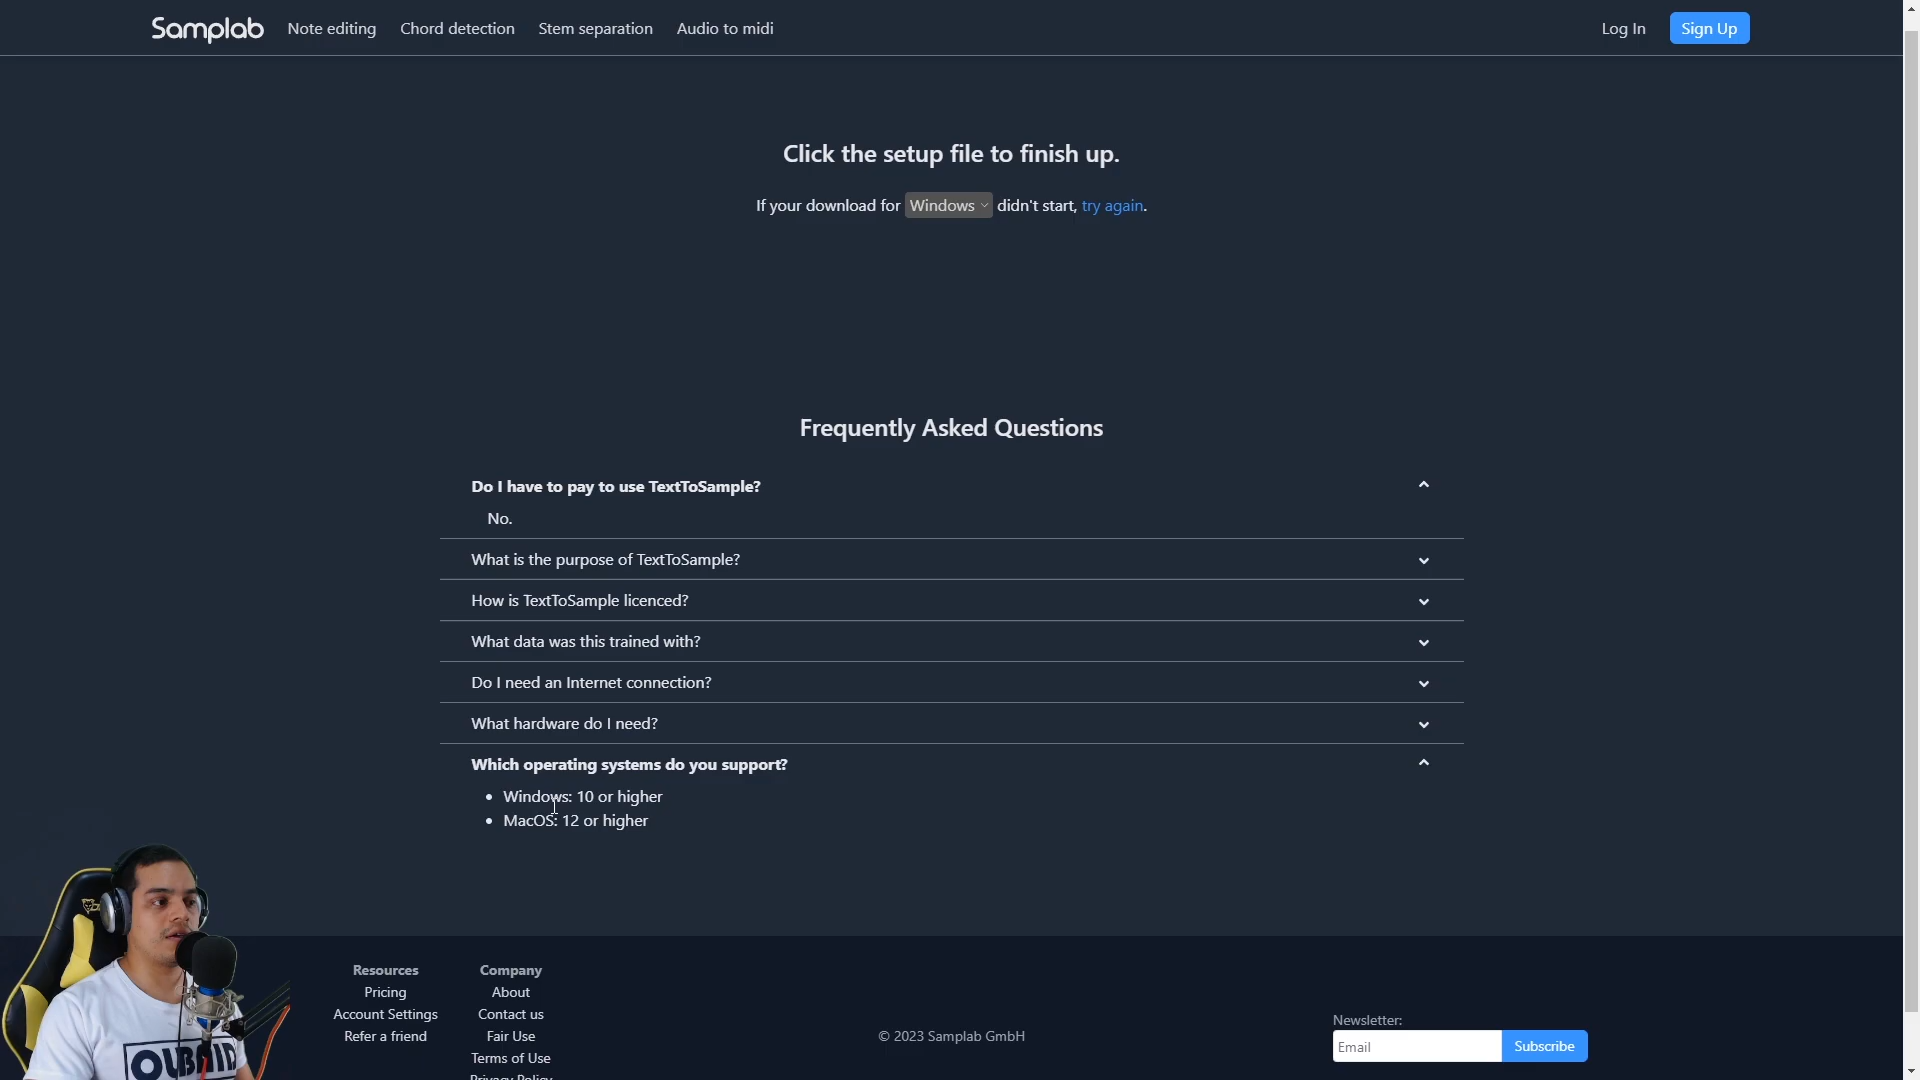 Samplab Note editing Chord detection Stem separation Audio to midi Log In Sign Up
Click the setup file to finish up.
If your download for Windows didn't start, try again.
Frequently Asked Questions
Do I have to pay to use TextToSample?
No.
What is the purpose of TextToSample?
How is TextToSample licenced?
What data was this trained with?
Do I need an Internet connection?
What hardware do I need?
Which operating systems do you support?
• Windows: 10 or higher
• MacOS: 12 or higher
Resources
Pricing
Account Settings
Refer a friend
Company
About
Contact us
Fair Use
Terms of Use
Privacy Policy
© 2023 Samplab GmbH
Newsletter:
Email Subscribe